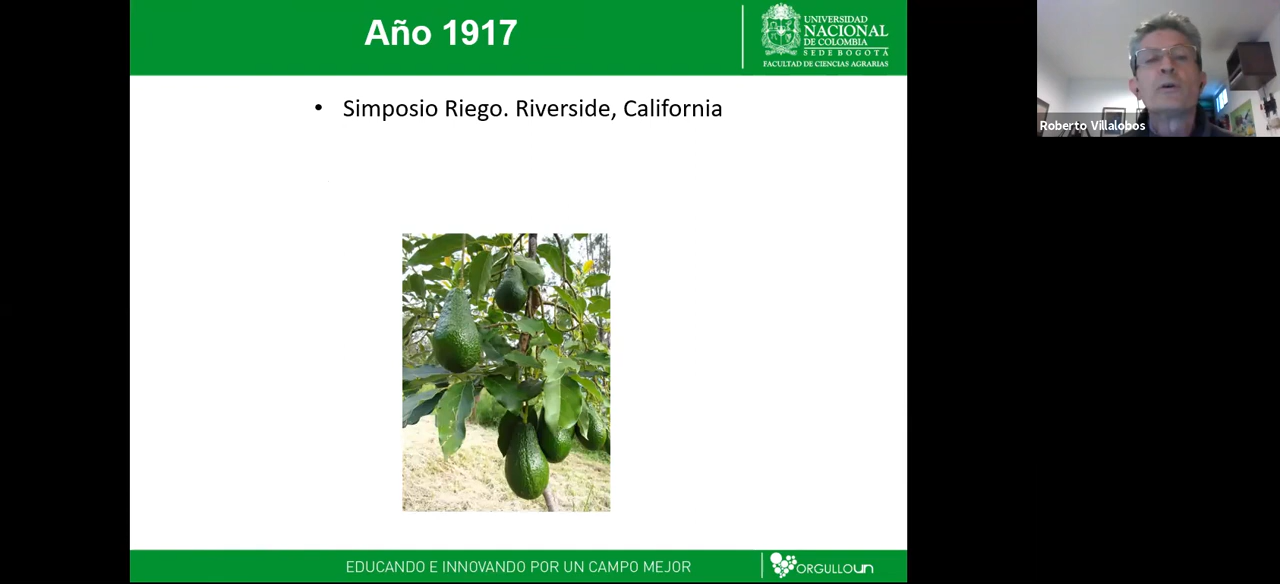 Año 1917
UNIVERSIDAD
NACIONAL
DE COLOMBIA
SEDE BOGOTÁ
FACULTAD DE CIENCIAS AGRARIAS
Roberto Villalobos
• Simposio Riego. Riverside, California
EDUCANDO E INNOVANDO POR UN CAMPO MEJOR
ORGULLOUN